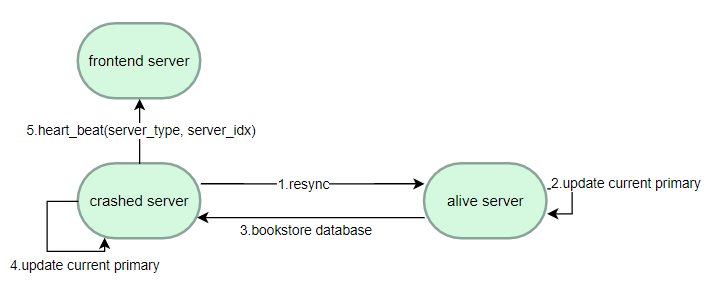 frontend server
5.heart_beat(server_type, server_idx)
crashed server
1.resync
alive server
2.update current primary
3.bookstore database
4.update current primary